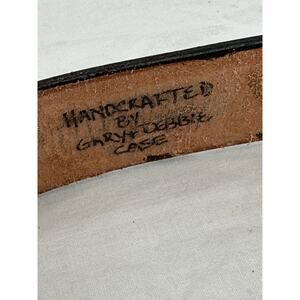 HANDCRAFTED
BY
GARY + DEBBIE
CASE